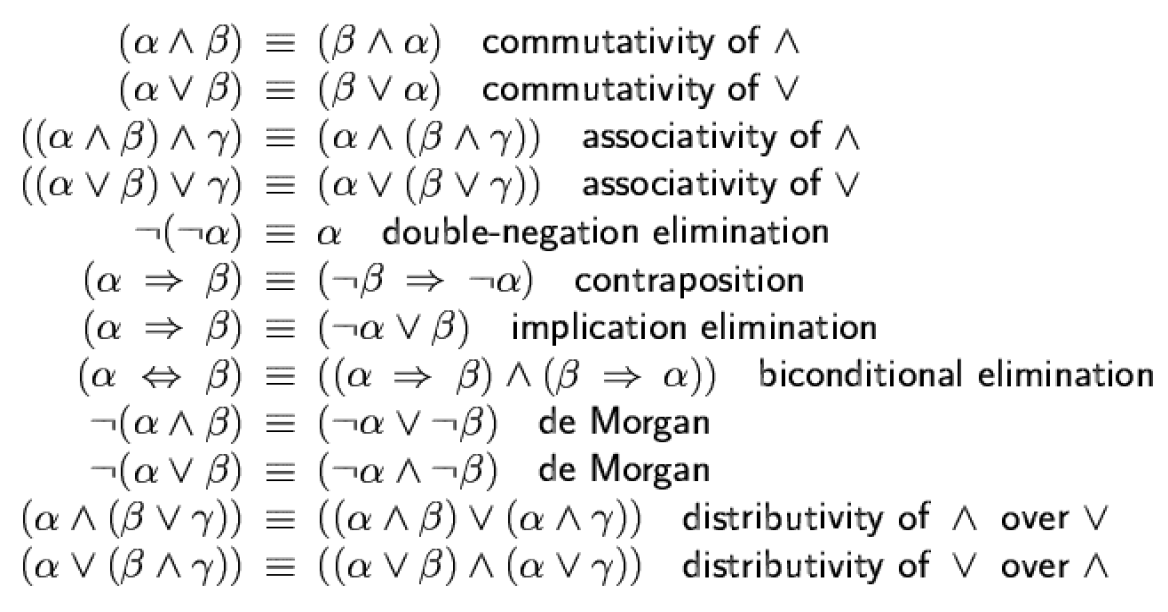 (α ∧ β) ≡ (β ∧ α) commutativity of ∧
(α ∨ β) ≡ (β ∨ α) commutativity of ∨
((α ∧ β) ∧ γ) ≡ (α ∧ (β ∧ γ)) associativity of ∧
((α ∨ β) ∨ γ) ≡ (α ∨ (β ∨ γ)) associativity of ∨
¬(¬α) ≡ α double-negation elimination
(α ⇒ β) ≡ (¬β ⇒ ¬α) contraposition
(α ⇒ β) ≡ (¬α ∨ β) implication elimination
(α ⇔ β) ≡ ((α ⇒ β) ∧ (β ⇒ α)) biconditional elimination
¬(α ∧ β) ≡ (¬α ∨ ¬β) de Morgan
¬(α ∨ β) ≡ (¬α ∧ ¬β) de Morgan
(α ∧ (β ∨ γ)) ≡ ((α ∧ β) ∨ (α ∧ γ)) distributivity of ∧ over ∨
(α ∨ (β ∧ γ)) ≡ ((α ∨ β) ∧ (α ∨ γ)) distributivity of ∨ over ∧